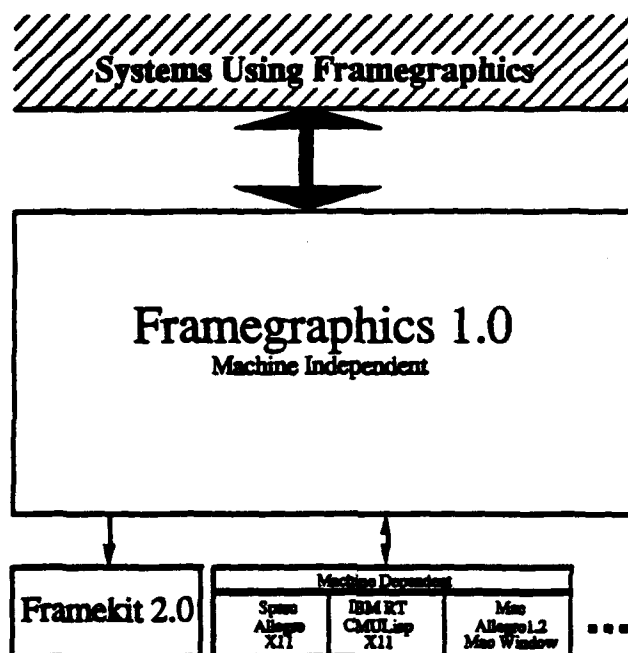 Systems Using Framegraphics
Framegraphics 1.0
Machine Independent
Framekit 2.0
Machine Dependent
Sparc
Allegro
X11
IBM RT
CMULisp
X11
Mac
Allegro1.2
Mac Window